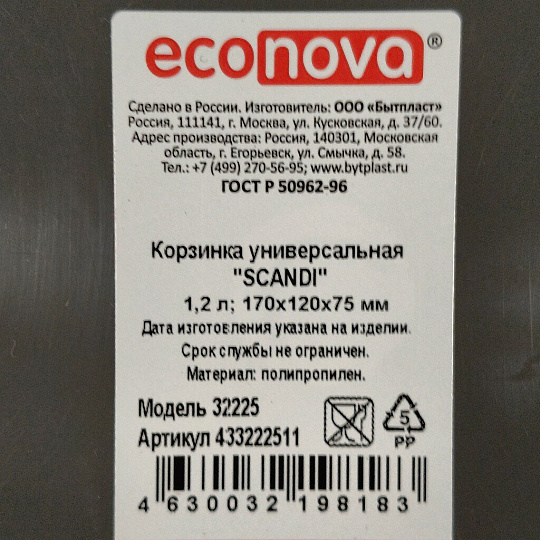 econova®
Сделано в России. Изготовитель: ООО «Бытпласт»
Россия, 111141, г. Москва, ул. Кусковская, д. 37/60.
Адрес производства: Россия, 140301, Московская
область, г. Егорьевск, ул. Смычка, д. 58.
Тел.: +7 (499) 270-56-95; www.bytplast.ru
ГОСТ Р 50962-96
Корзинка универсальная
"SCANDI"
1,2 л; 170х120х75 мм
Дата изготовления указана на изделии.
Срок службы не ограничен.
Материал: полипропилен.
Модель 32225
Артикул 433222511
5
PP
4 630032 198183